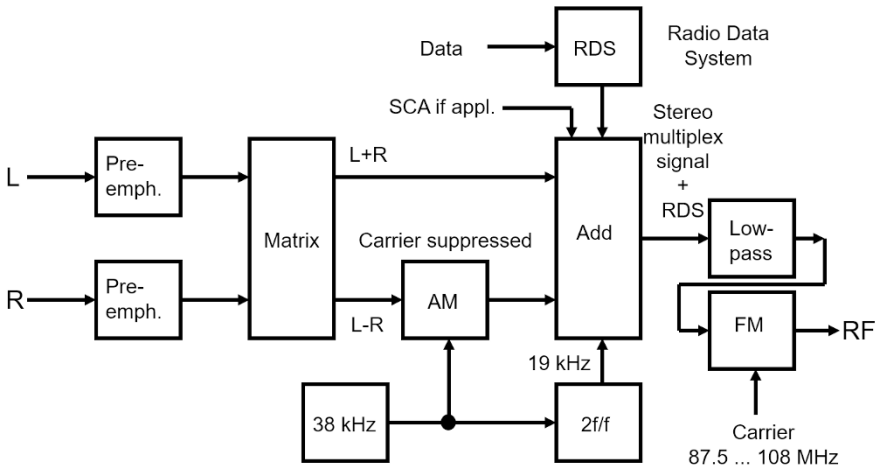 Data
RDS
Radio Data
System
SCA if appl.
Stereo
multiplex
signal
+
RDS
L
Pre-
emph.
L+R
Matrix
Carrier suppressed
Add
Low-
pass
R
Pre-
emph.
AM
L-R
FM
RF
19 kHz
38 kHz
2f/f
Carrier
87.5 ... 108 MHz